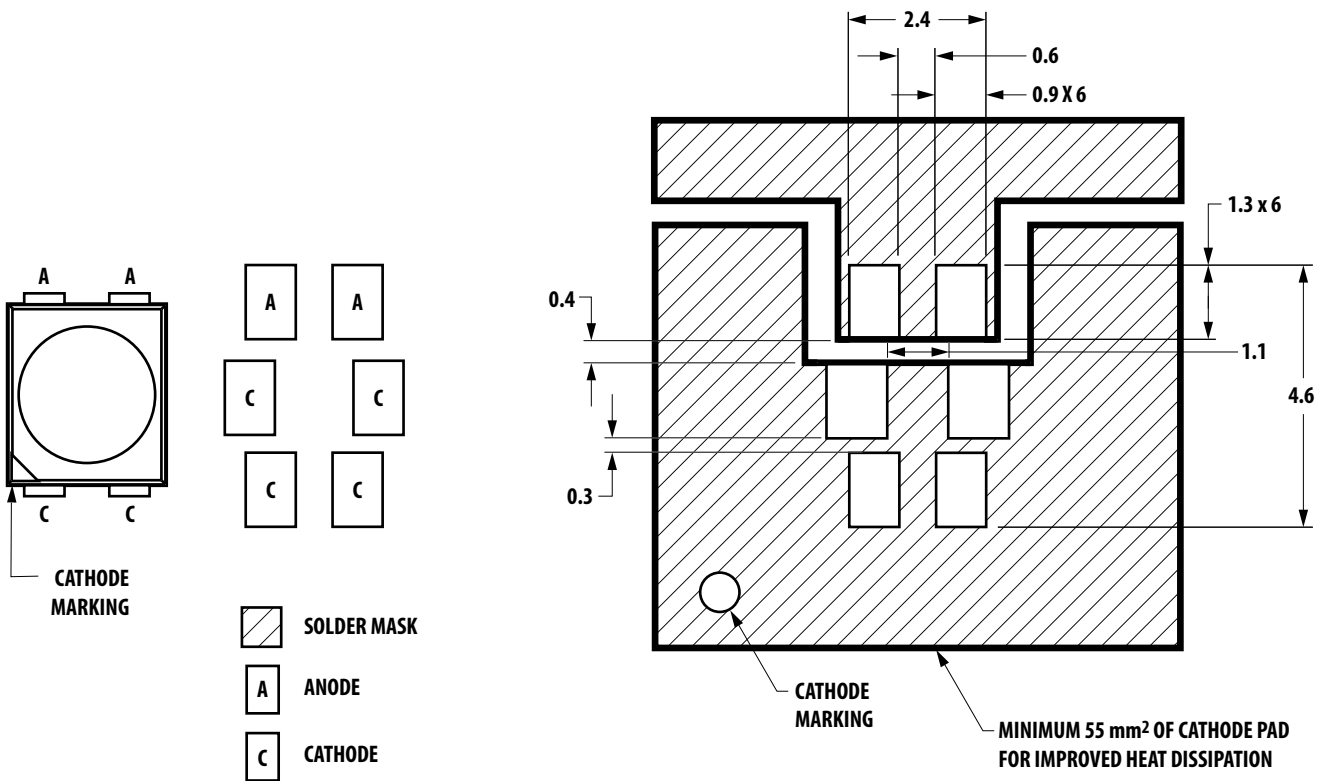 2.4
0.6
0.9 X 6
1.3 x 6
0.4
1.1
4.6
0.3
A A
A A
C C
C C
C C
CATHODE
MARKING
SOLDER MASK
A ANODE
C CATHODE
CATHODE
MARKING
MINIMUM 55 mm² OF CATHODE PAD
FOR IMPROVED HEAT DISSIPATION